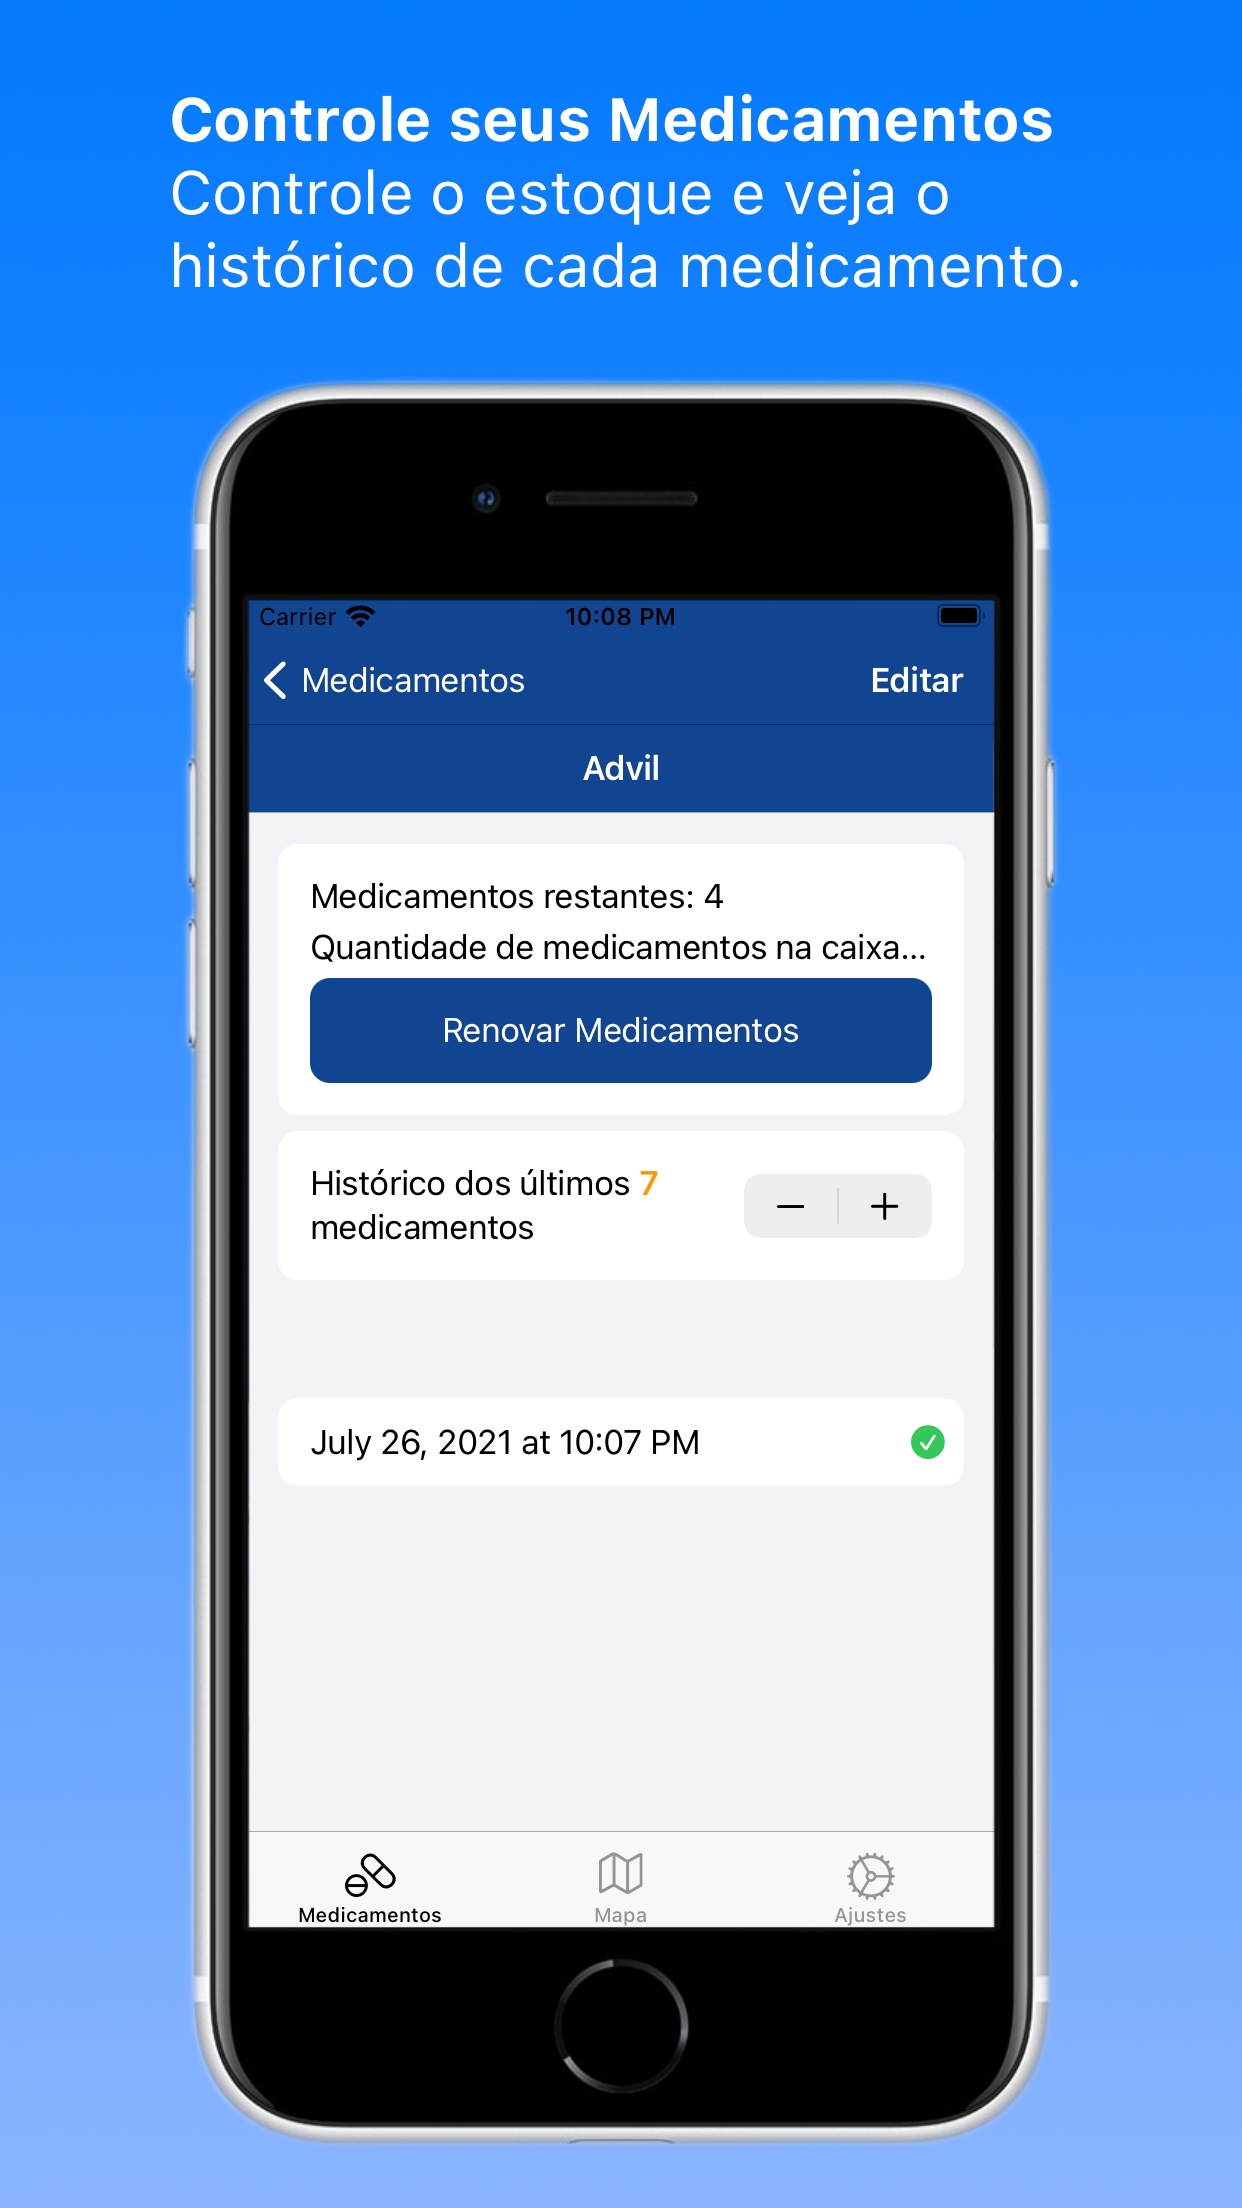 Controle seus Medicamentos
Controle o estoque e veja o
histórico de cada medicamento.
Carrier 10:08 PM
Medicamentos Editar
Advil
Medicamentos restantes: 4
Quantidade de medicamentos na caixa...
Renovar Medicamentos
Histórico dos últimos 7
medicamentos
July 26, 2021 at 10:07 PM
Medicamentos Mapa Ajustes